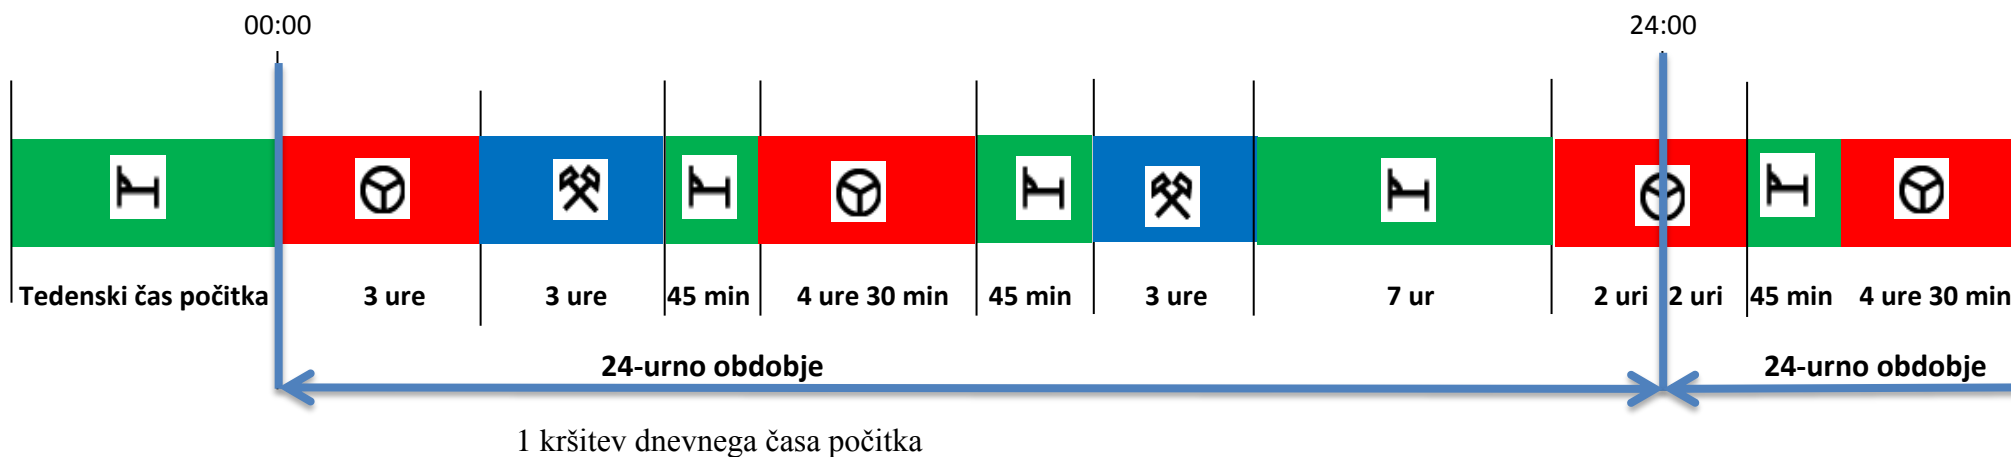 00:00 24:00
Tedenski čas počitka 3 ure 3 ure 45 min 4 ure 30 min 45 min 3 ure 7 ur 2 uri 2 uri 45 min 4 ure 30 min
24-urno obdobje 24-urno obdobje
1 kršitev dnevnega časa počitka